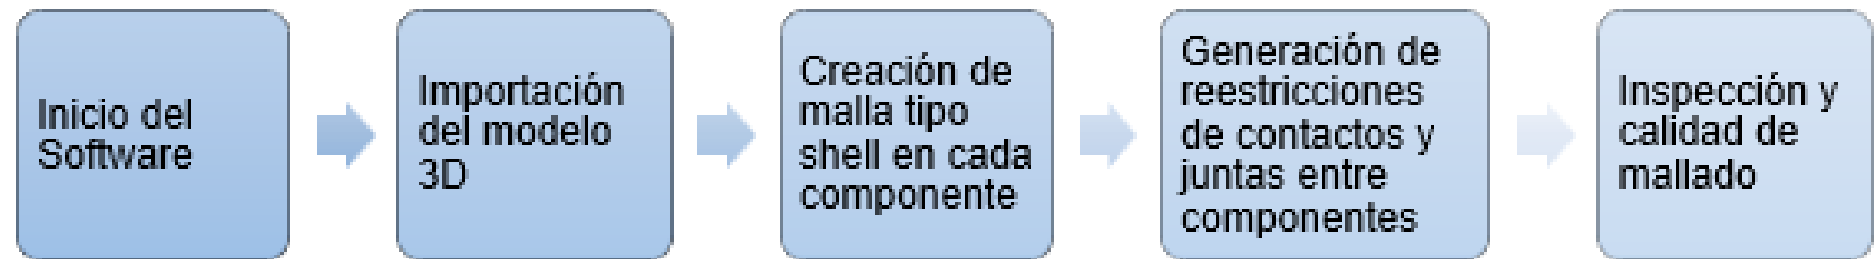 Inicio del
Software
Importación
del modelo
3D
Creación de
malla tipo
shell en cada
componente
Generación de
reestricciones
de contactos y
juntas entre
componentes
Inspección y
calidad de
mallado